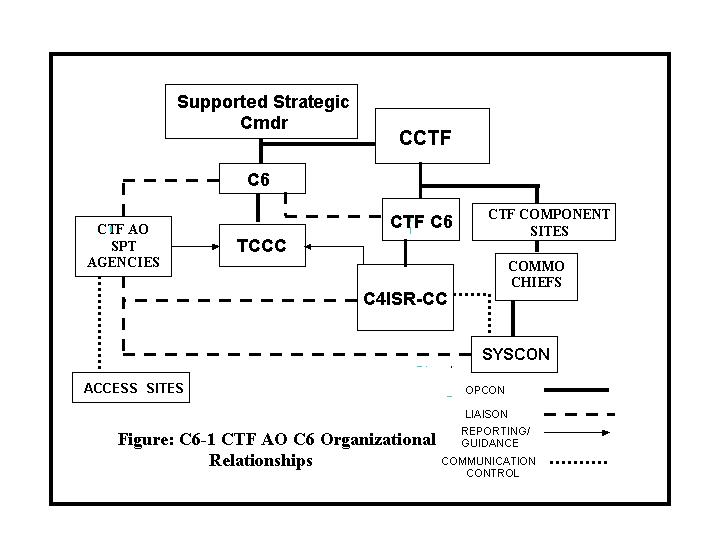 Supported Strategic
Cmdr
CCTF
C6
CTF AO
SPT
AGENCIES
TCCC
CTF C6
CTF COMPONENT
SITES
COMMO
CHIEFS
C4ISR-CC
SYSCON
ACCESS SITES
OPCON
LIAISON
REPORTING/
GUIDANCE
COMMUNICATION
CONTROL
Figure: C6-1 CTF AO C6 Organizational
Relationships